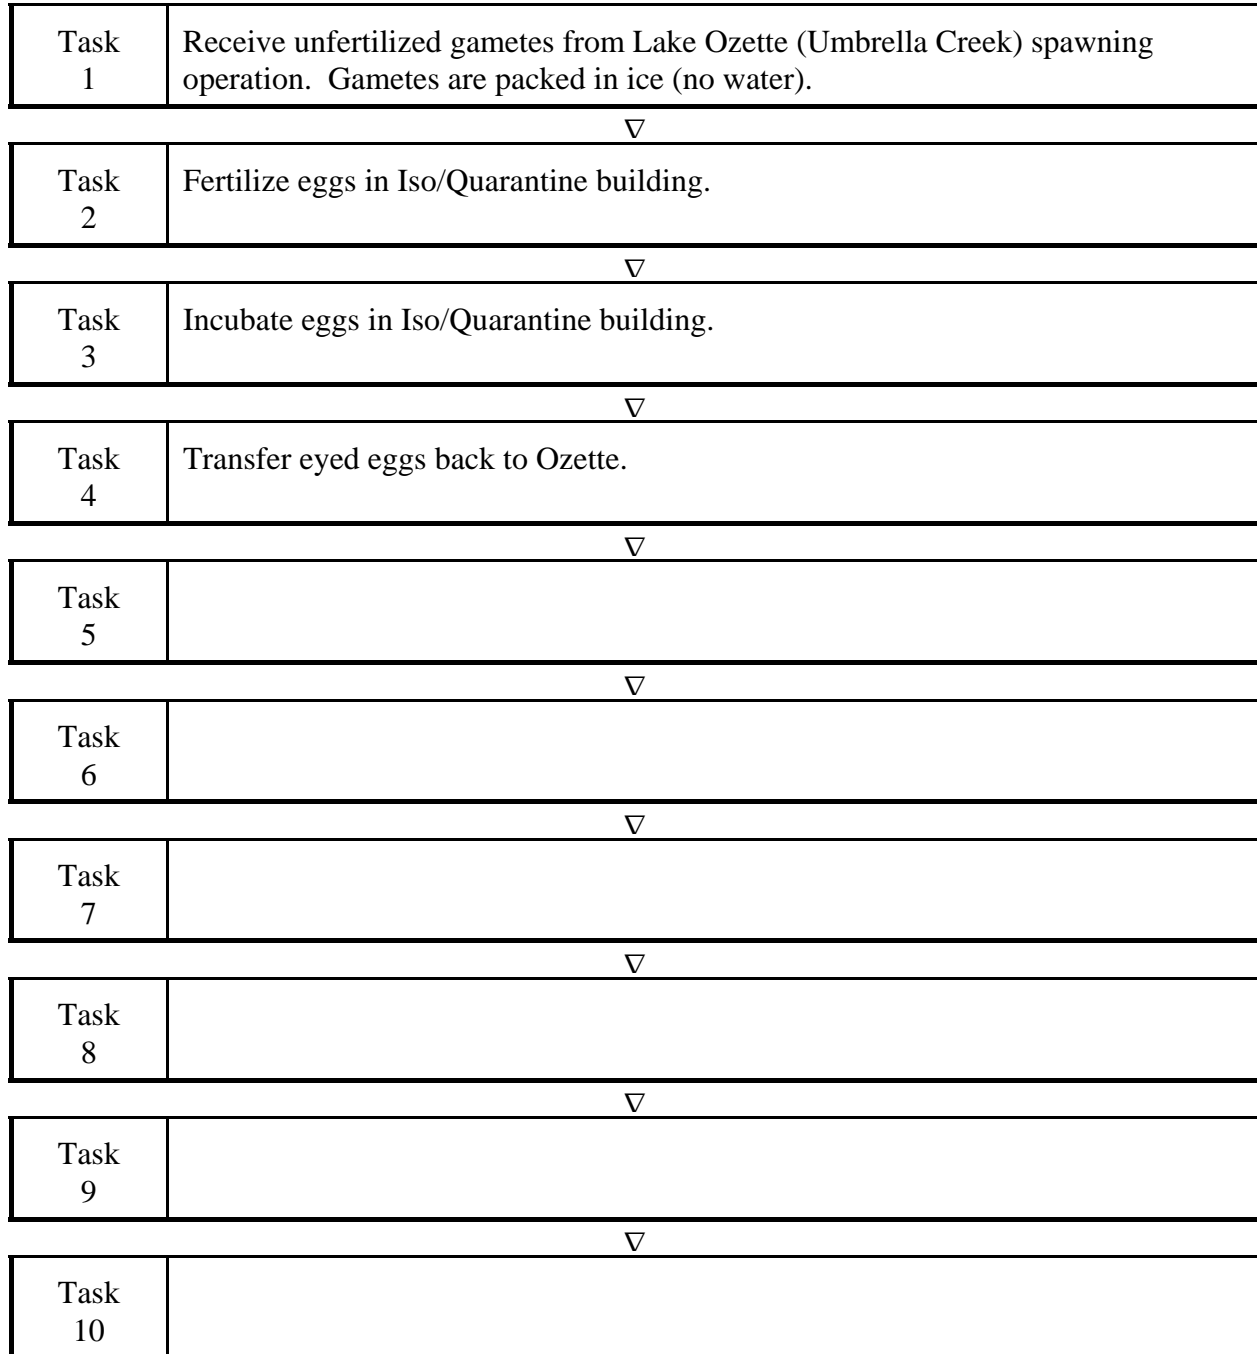 Task
1
Receive unfertilized gametes from Lake Ozette (Umbrella Creek) spawning
operation.  Gametes are packed in ice (no water).
∇
Task
2
Fertilize eggs in Iso/Quarantine building.
∇
Task
3
Incubate eggs in Iso/Quarantine building.
∇
Task
4
Transfer eyed eggs back to Ozette.
∇
Task
5
∇
Task
6
∇
Task
7
∇
Task
8
∇
Task
9
∇
Task
10